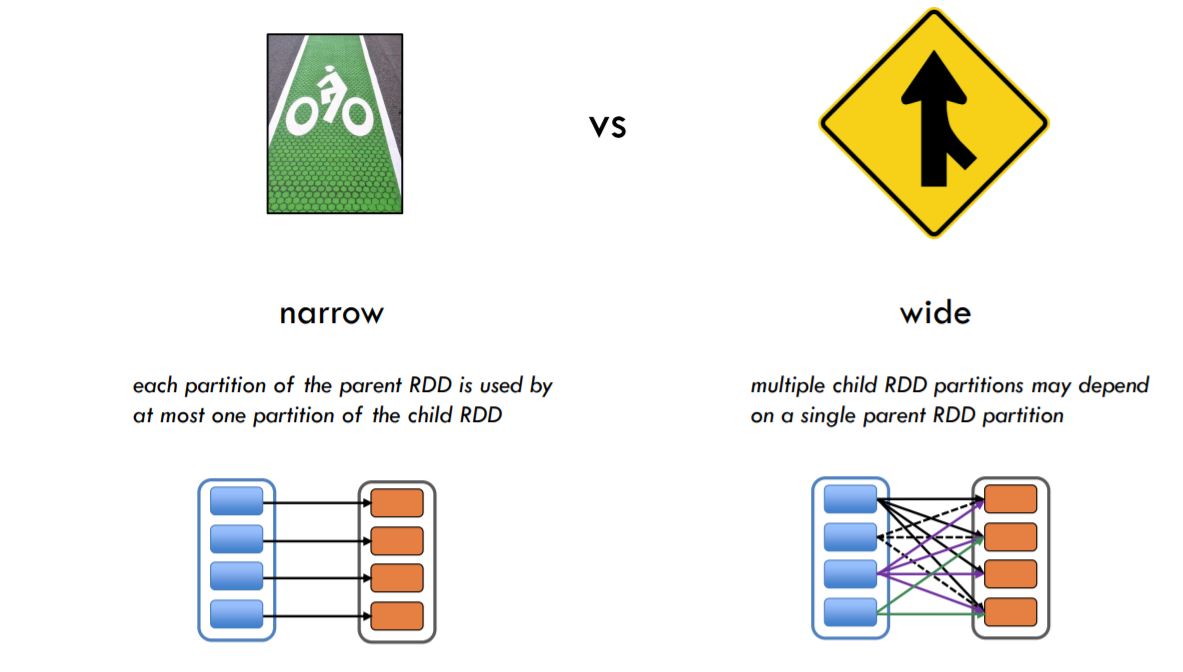 vs
narrow
wide
each partition of the parent RDD is used by
at most one partition of the child RDD
multiple child RDD partitions may depend
on a single parent RDD partition